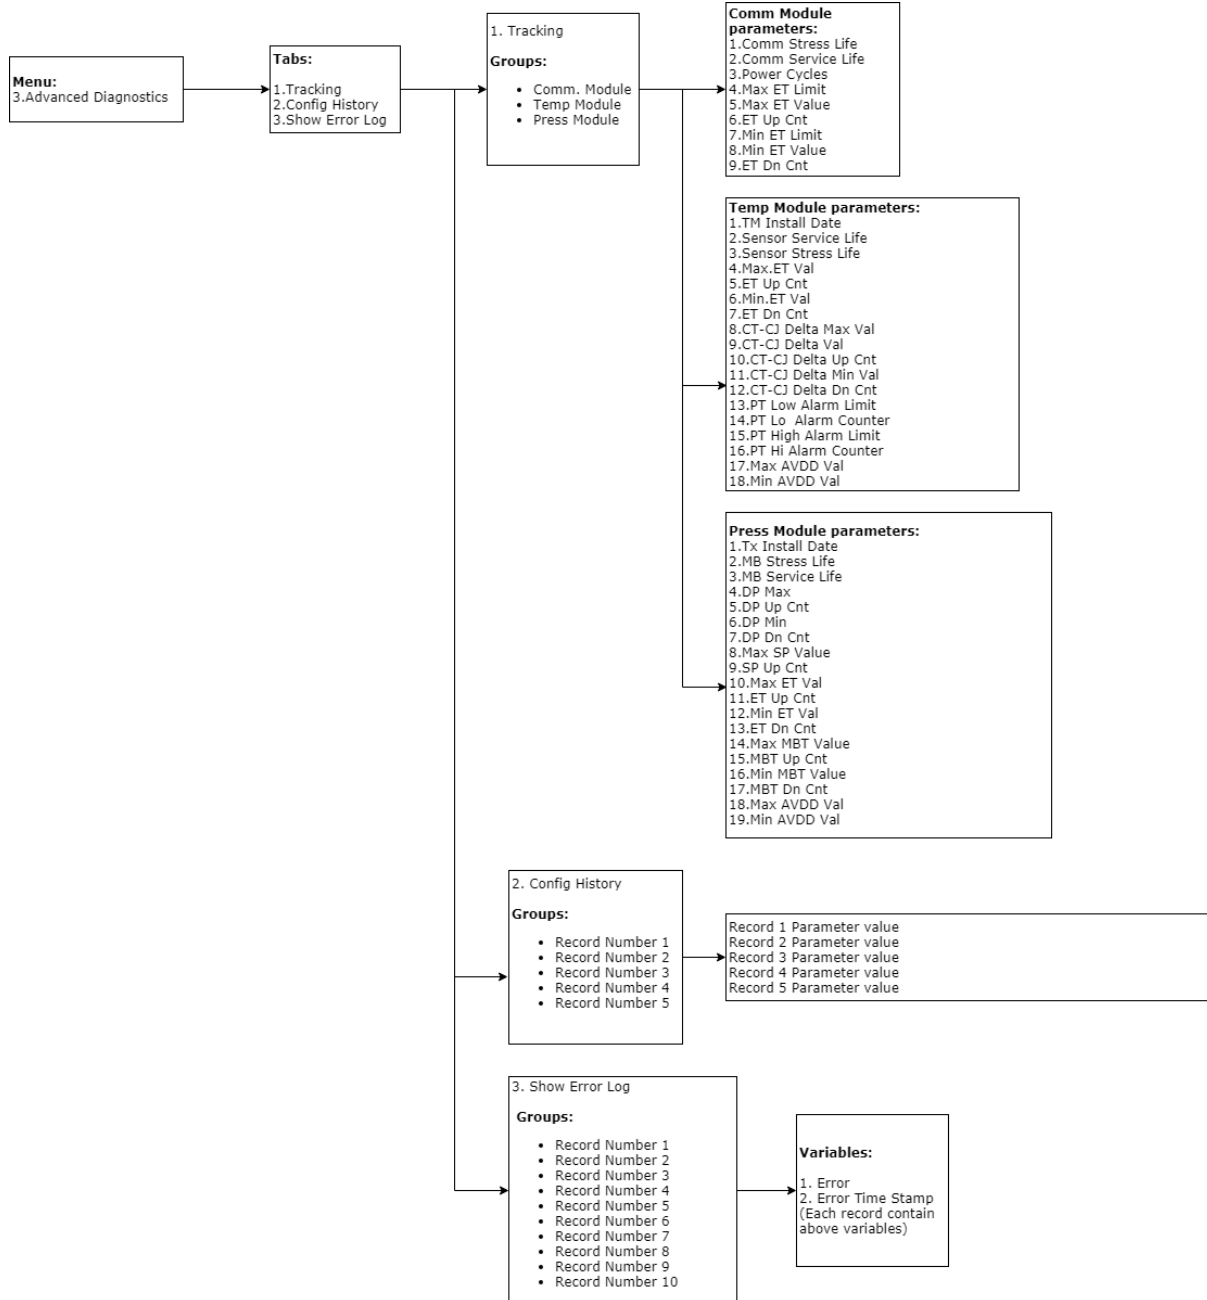 Menu:
3.Advanced Diagnostics
Tabs:
1.Tracking
2.Config History
3.Show Error Log
1. Tracking
Groups:
• Comm. Module
• Temp Module
• Press Module
Comm Module
parameters:
1.Comm Stress Life
2.Comm Service Life
3.Power Cycles
4.Max ET Limit
5.Max ET Value
6.ET Up Cnt
7.Min ET Limit
8.Min ET Value
9.ET Dn Cnt
Temp Module parameters:
1.TM Install Date
2.Sensor Service Life
3.Sensor Stress Life
4.Max.ET Val
5.ET Up Cnt
6.Min.ET Val
7.ET Dn Cnt
8.CT-CJ Delta Max Val
9.CT-CJ Delta Val
10.CT-CJ Delta Up Cnt
11.CT-CJ Delta Min Val
12.CT-CJ Delta Dn Cnt
13.PT Low Alarm Limit
14.PT Lo  Alarm Counter
15.PT High Alarm Limit
16.PT Hi Alarm Counter
17.Max AVDD Val
18.Min AVDD Val
Press Module parameters:
1.Tx Install Date
2.MB Stress Life
3.MB Service Life
4.DP Max
5.DP Up Cnt
6.DP Min
7.DP Dn Cnt
8.Max SP Value
9.SP Up Cnt
10.Max ET Val
11.ET Up Cnt
12.Min ET Val
13.ET Dn Cnt
14.Max MBT Value
15.MBT Up Cnt
16.Min MBT Value
17.MBT Dn Cnt
18.Max AVDD Val
19.Min AVDD Val
2. Config History
Groups:
• Record Number 1
• Record Number 2
• Record Number 3
• Record Number 4
• Record Number 5
Record 1 Parameter value
Record 2 Parameter value
Record 3 Parameter value
Record 4 Parameter value
Record 5 Parameter value
3. Show Error Log
Groups:
• Record Number 1
• Record Number 2
• Record Number 3
• Record Number 4
• Record Number 5
• Record Number 6
• Record Number 7
• Record Number 8
• Record Number 9
• Record Number 10
Variables:
1. Error
2. Error Time Stamp
(Each record contain
above variables)